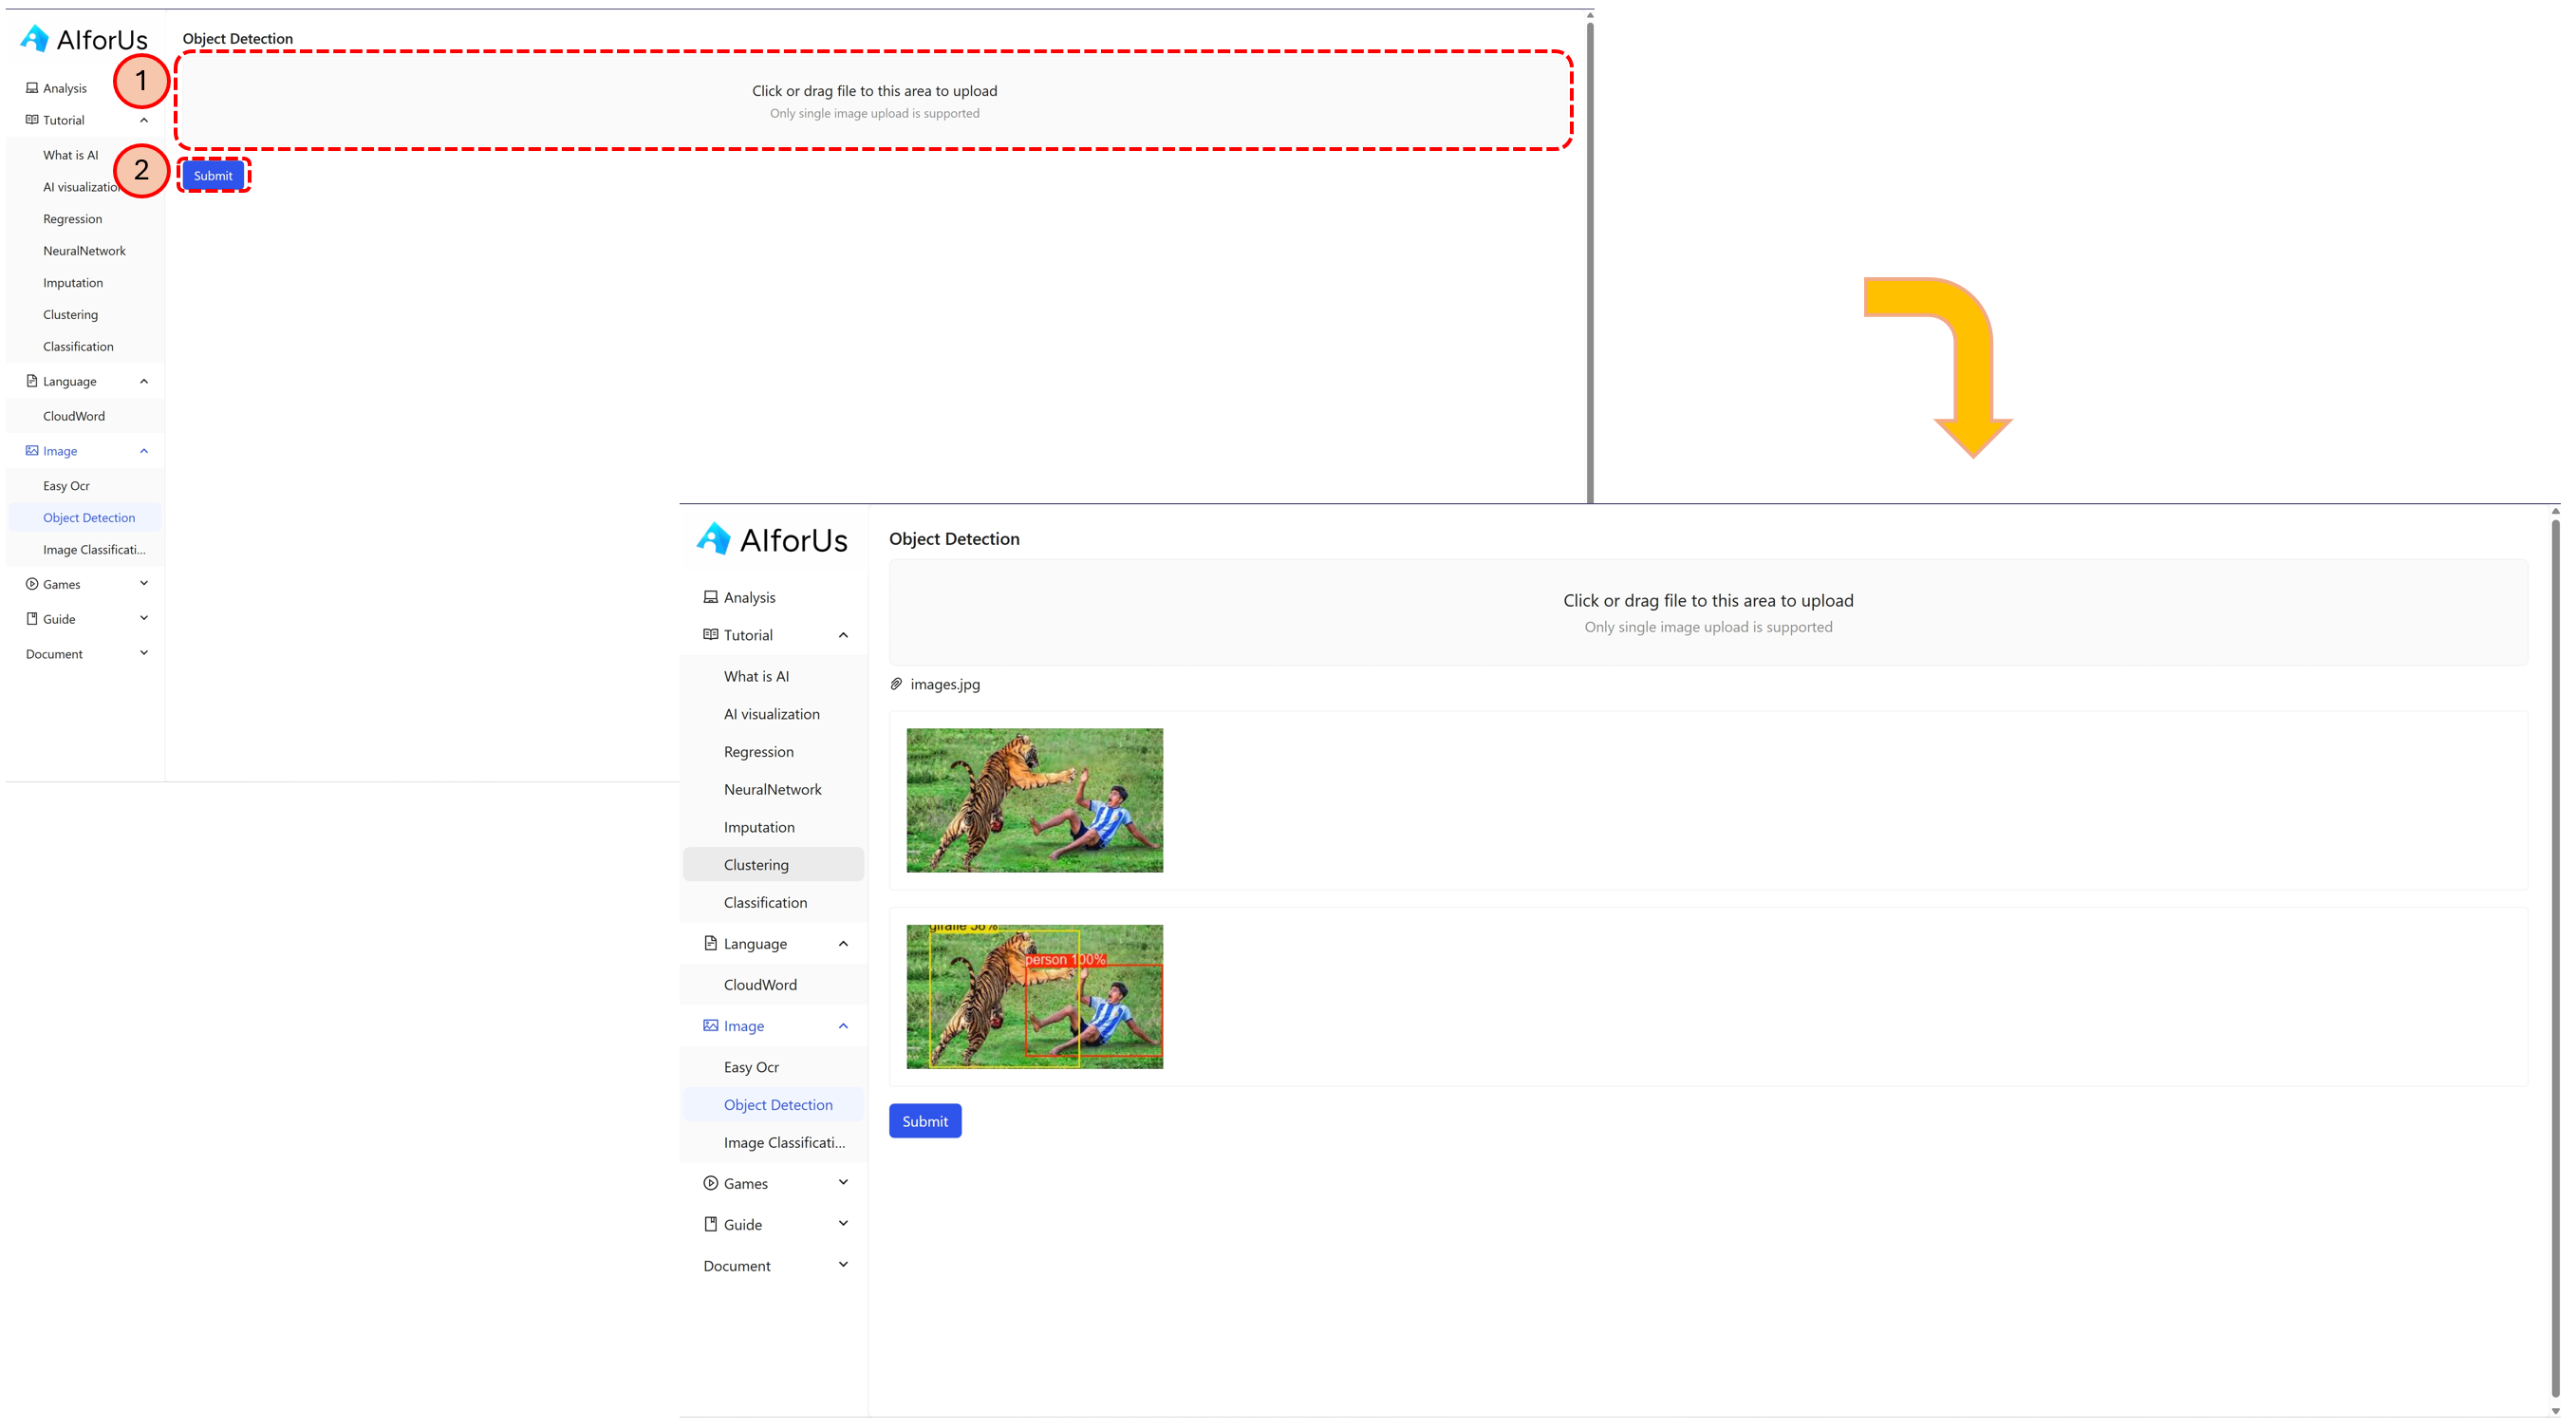 AIforUs
Object Detection
1
Click or drag file to this area to upload
Only single image upload is supported
2
Submit
Analysis
Tutorial
What is AI
AI visualization
Regression
NeuralNetwork
Imputation
Clustering
Classification
Language
CloudWord
Image
Easy Ocr
Object Detection
Image Classificati...
Games
Guide
Document
AIforUs
Analysis
Tutorial
What is AI
AI visualization
Regression
NeuralNetwork
Imputation
Clustering
Classification
Language
CloudWord
Image
Easy Ocr
Object Detection
Image Classificati...
Games
Guide
Document
Object Detection
Click or drag file to this area to upload
Only single image upload is supported
images.jpg
giraffe
person 100%
Submit